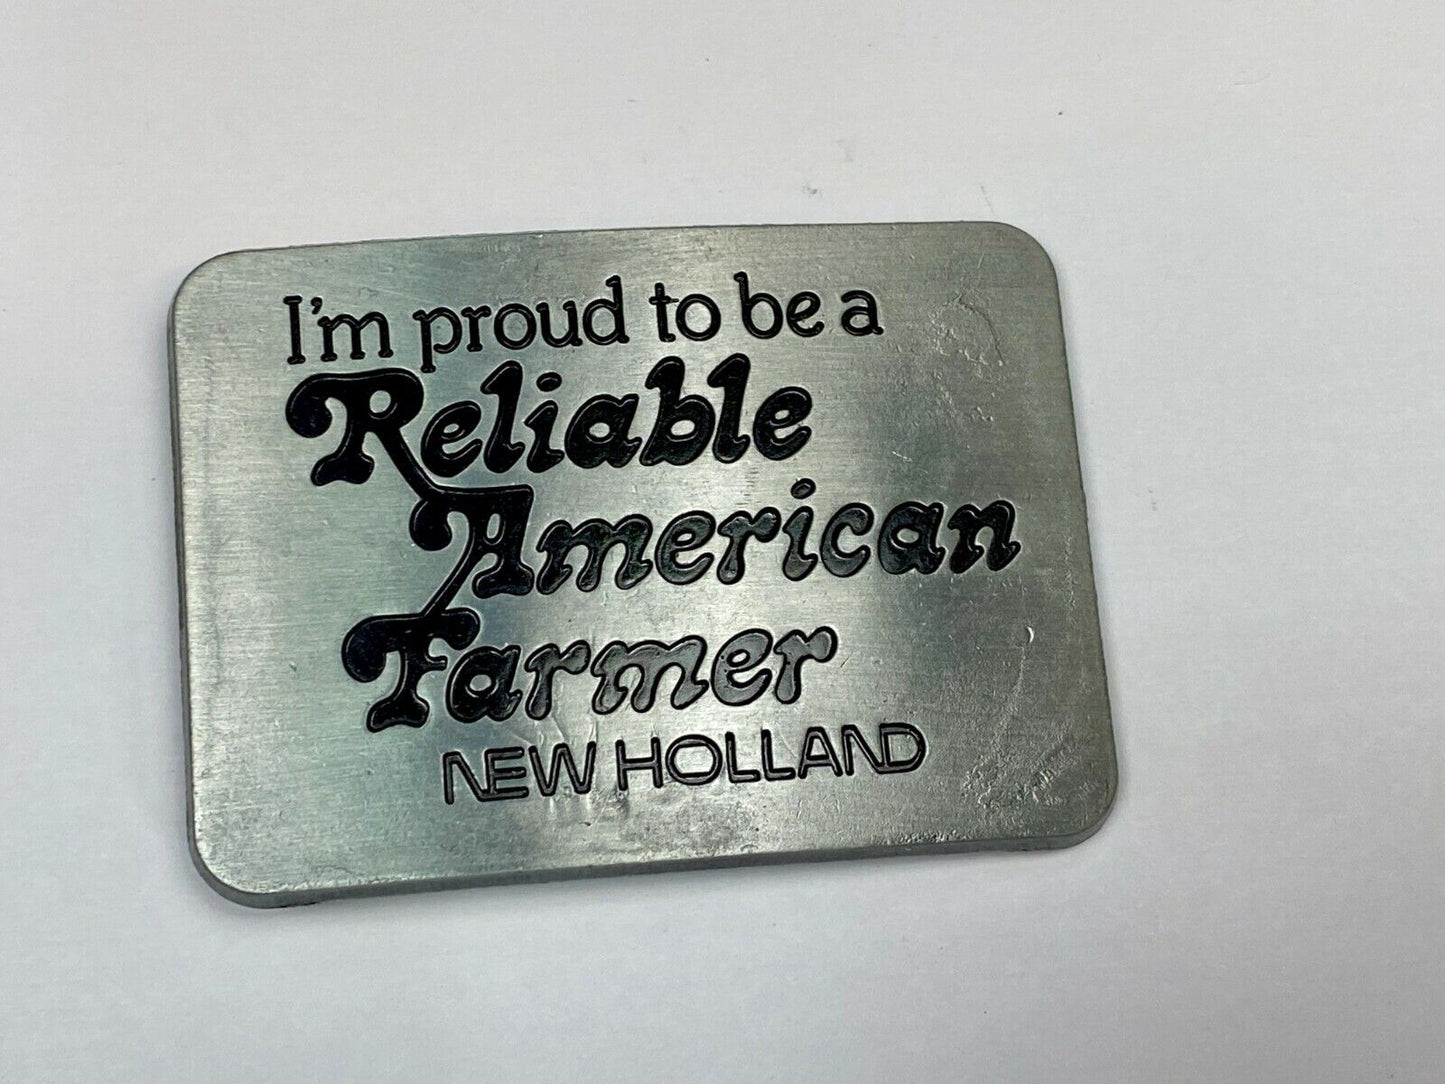 I'm proud to be a
Reliable
American
Farmer
NEW HOLLAND